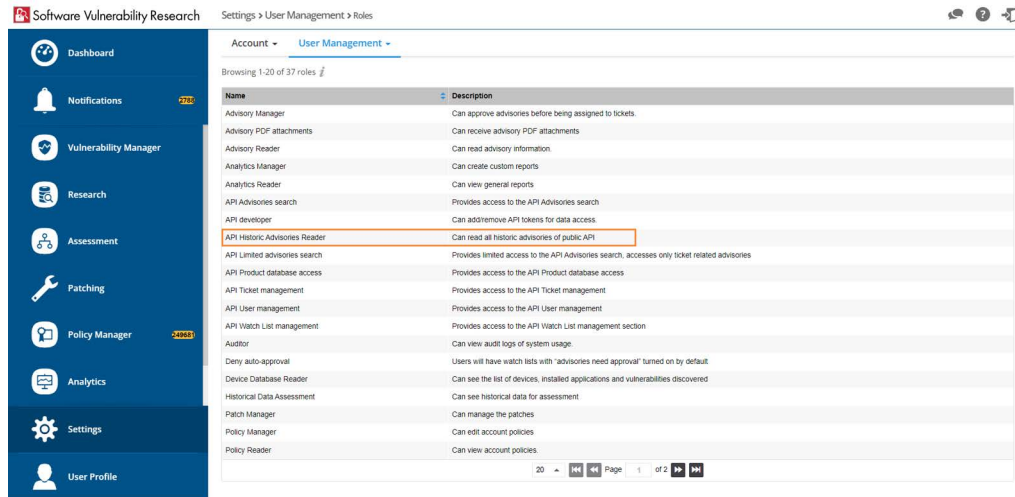 Software Vulnerability Research
Settings > User Management > Roles
Dashboard
Notifications
2788
Vulnerability Manager
Research
Assessment
Patching
Policy Manager
249681
Analytics
Settings
User Profile
Account
User Management
Browsing 1-20 of 37 roles i
Name Description
Advisory Manager Can approve advisories before being assigned to tickets.
Advisory PDF attachments Can receive advisory PDF attachments
Advisory Reader Can read advisory information.
Analytics Manager Can create custom reports
Analytics Reader Can view general reports
API Advisories search Provides access to the API Advisories search
API developer Can add/remove API tokens for data access.
API Historic Advisories Reader Can read all historic advisories of public API
API Limited advisories search Provides limited access to the API Advisories search, accesses only ticket related advisories
API Product database access Provides access to the API Product database access
API Ticket management Provides access to the API Ticket management
API User management Provides access to the API User management
API Watch List management Provides access to the API Watch List management section
Auditor Can view audit logs of system usage.
Deny auto-approval Users will have watch lists with "advisories need approval" turned on by default.
Device Database Reader Can see the list of devices, installed applications and vulnerabilities discovered
Historical Data Assessment Can see historical data for assessment
Patch Manager Can manage the patches
Policy Manager Can edit account policies
Policy Reader Can view account policies.
20 Page 1 of 2